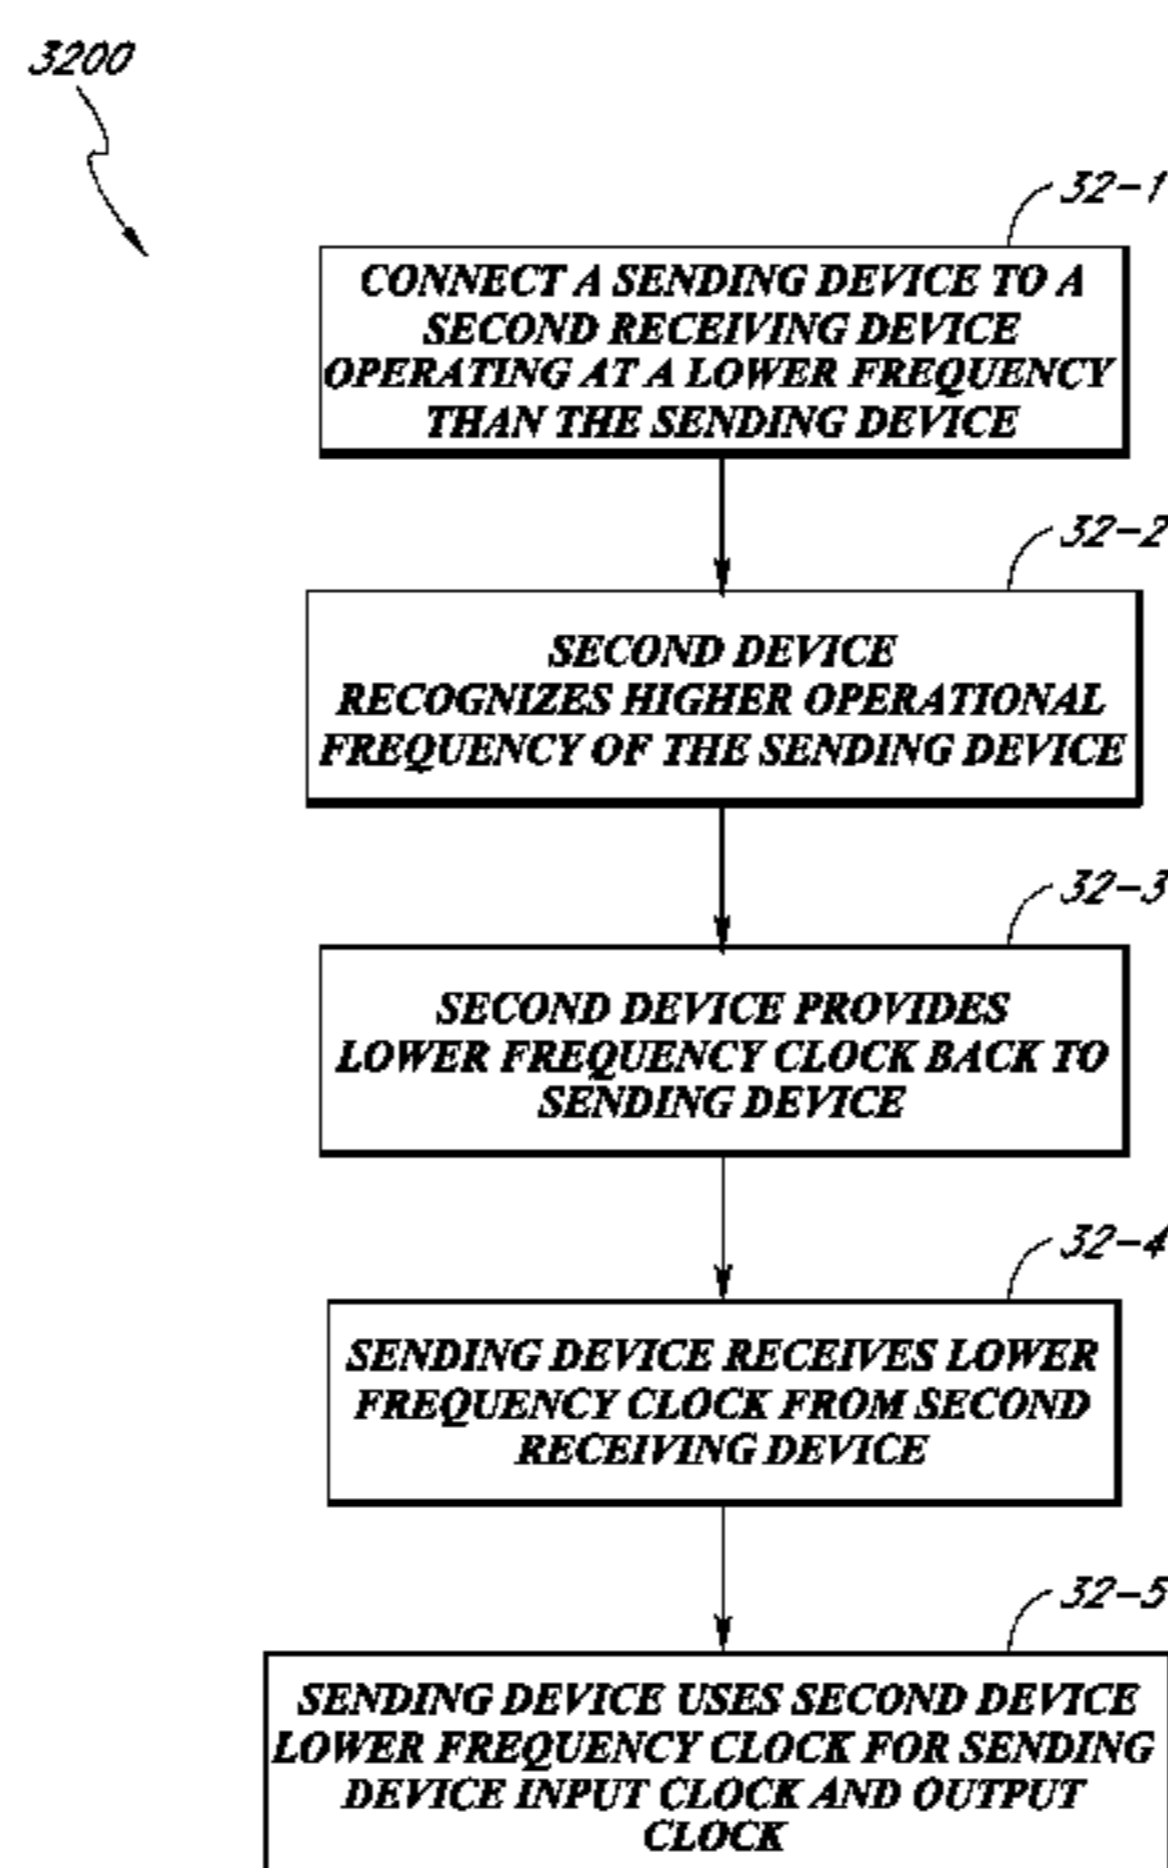 3200
32-1
CONNECT A SENDING DEVICE TO A
SECOND RECEIVING DEVICE
OPERATING AT A LOWER FREQUENCY
THAN THE SENDING DEVICE
32-2
SECOND DEVICE
RECOGNIZES HIGHER OPERATIONAL
FREQUENCY OF THE SENDING DEVICE
32-3
SECOND DEVICE PROVIDES
LOWER FREQUENCY CLOCK BACK TO
SENDING DEVICE
32-4
SENDING DEVICE RECEIVES LOWER
FREQUENCY CLOCK FROM SECOND
RECEIVING DEVICE
32-5
SENDING DEVICE USES SECOND DEVICE
LOWER FREQUENCY CLOCK FOR SENDING
DEVICE INPUT CLOCK AND OUTPUT
CLOCK